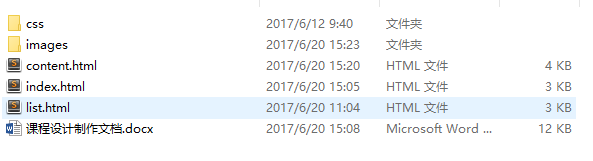 css 2017/6/12 9:40 文件夹
images 2017/6/20 15:23 文件夹
content.html 2017/6/20 15:20 HTML 文件 4 KB
index.html 2017/6/20 15:05 HTML 文件 3 KB
list.html 2017/6/20 11:04 HTML 文件 3 KB
课程设计制作文档.docx 2017/6/20 15:08 Microsoft Word ... 12 KB